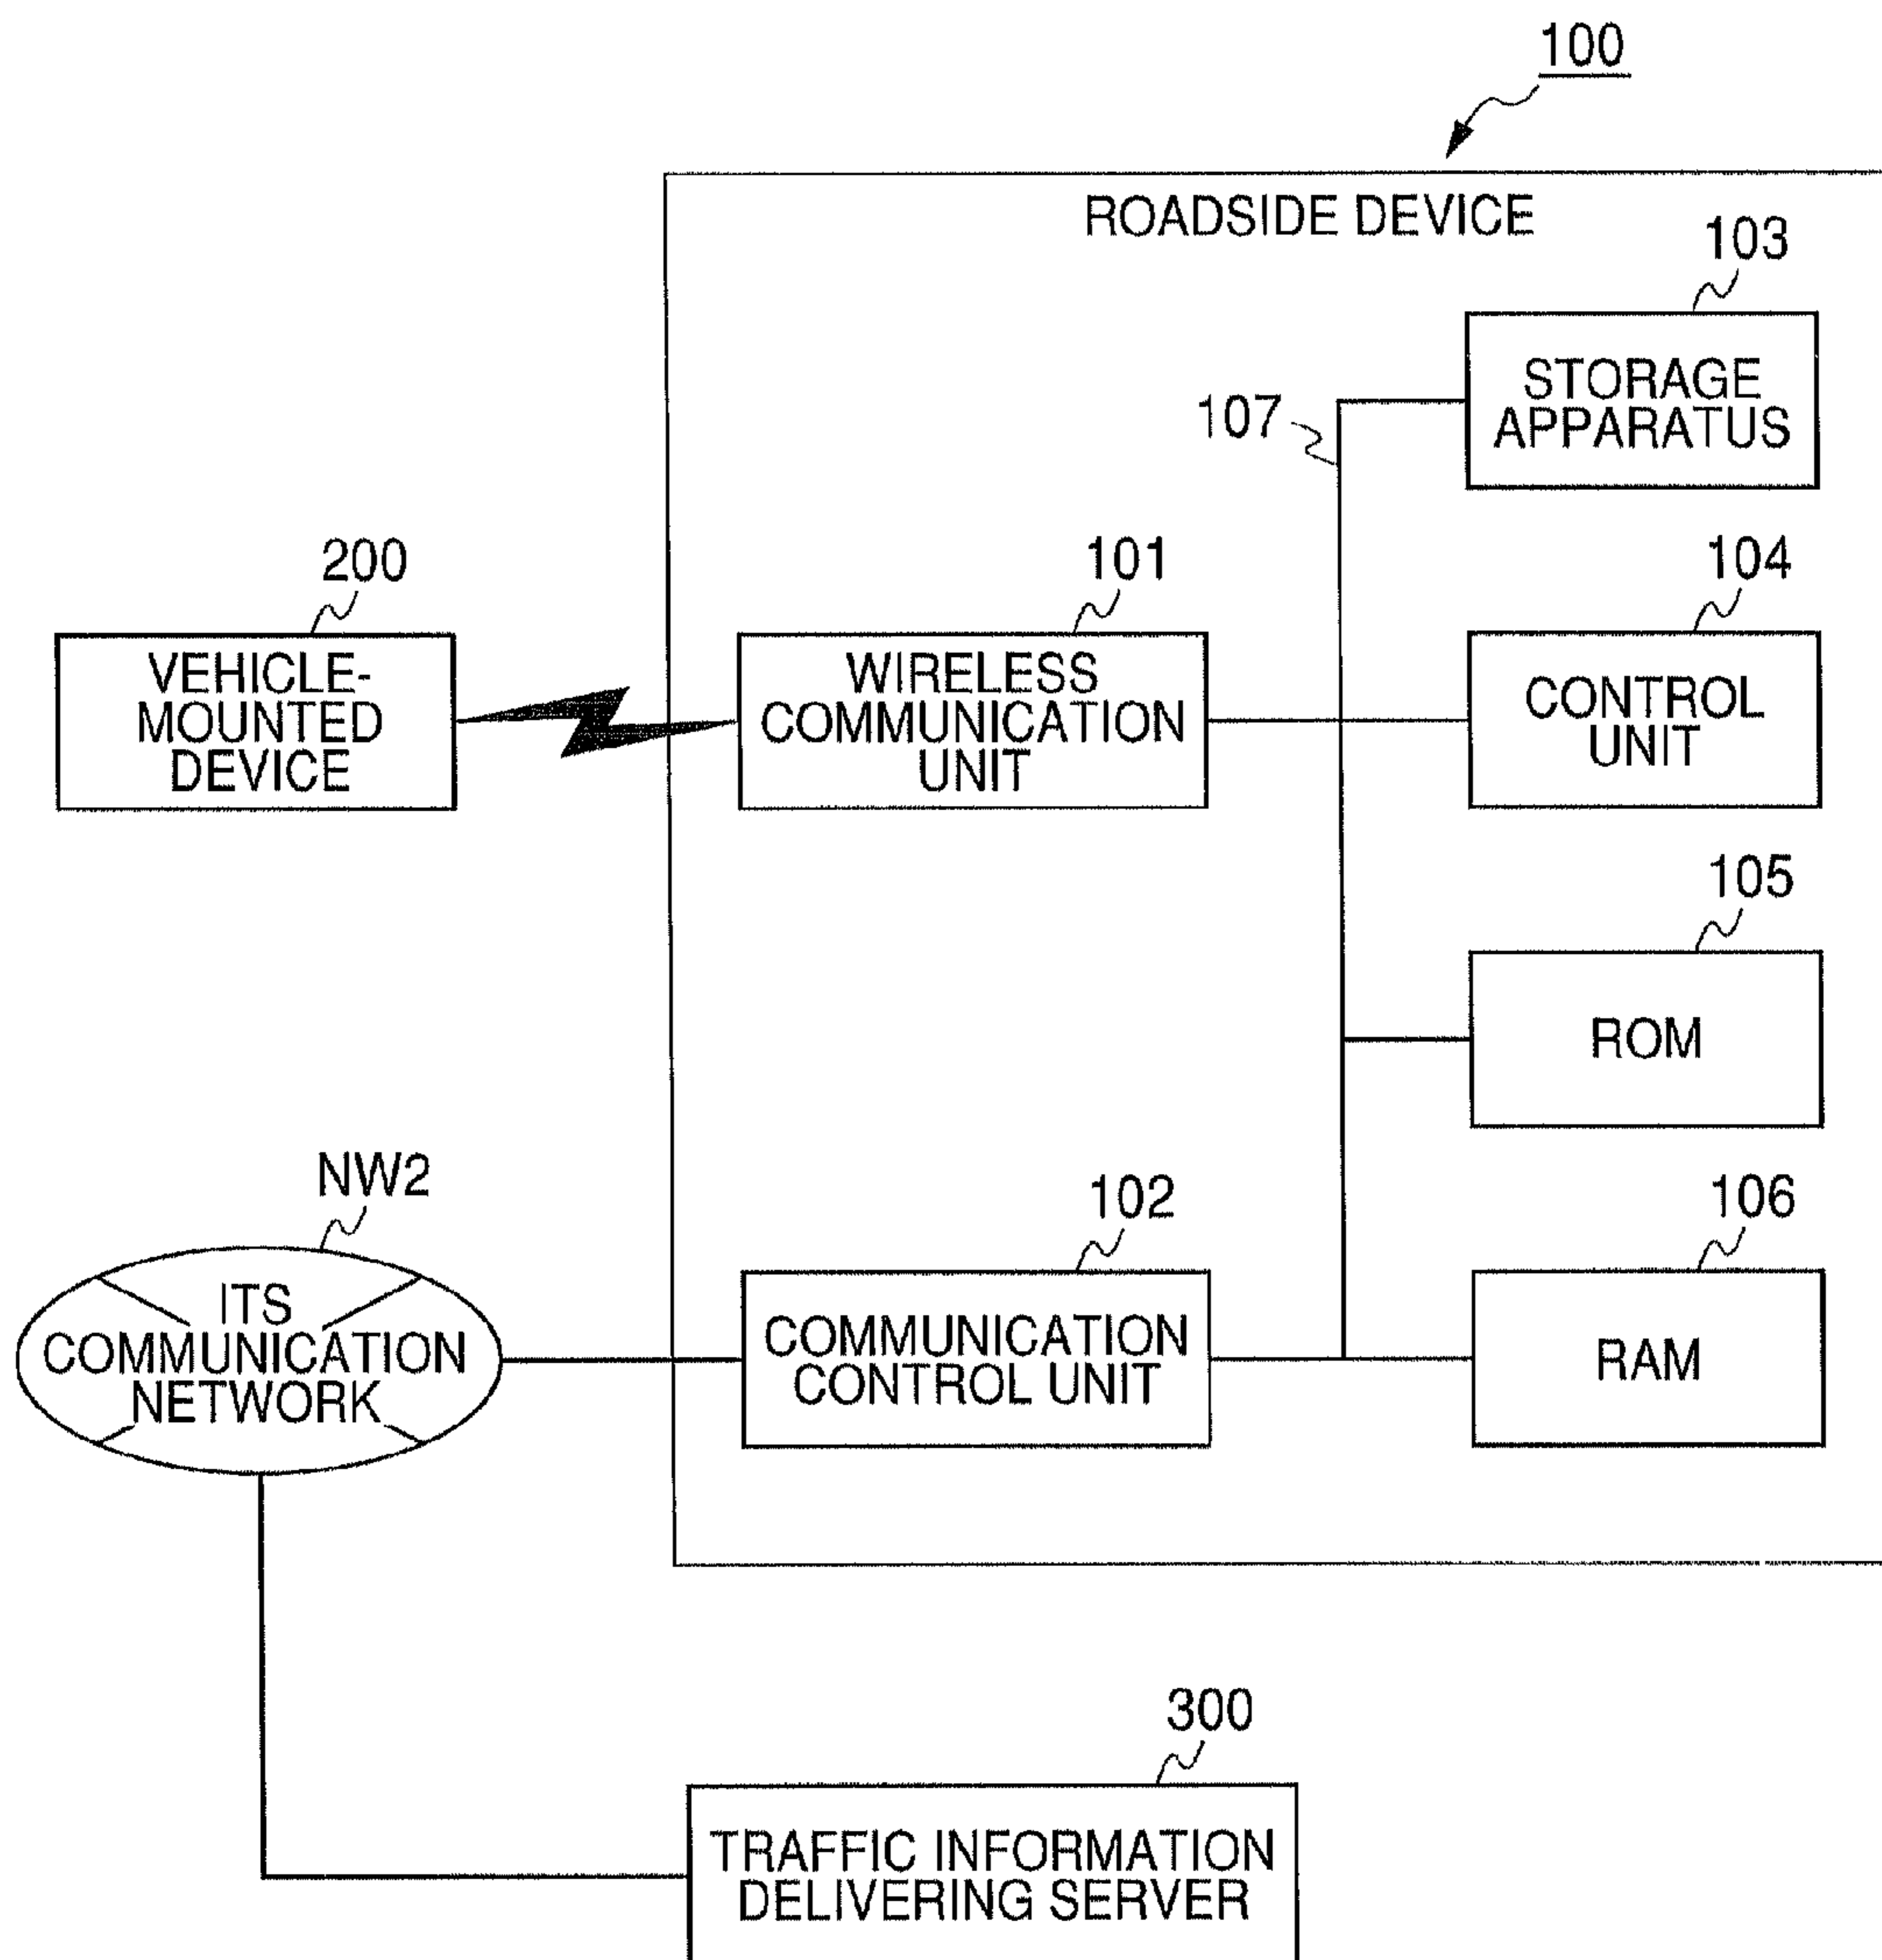 100
ROADSIDE DEVICE
103
STORAGE
APPARATUS
107
200
VEHICLE-
MOUNTED
DEVICE
101
WIRELESS
COMMUNICATION
UNIT
104
CONTROL
UNIT
105
ROM
NW2
ITS
COMMUNICATION
NETWORK
102
COMMUNICATION
CONTROL UNIT
106
RAM
300
TRAFFIC INFORMATION
DELIVERING SERVER